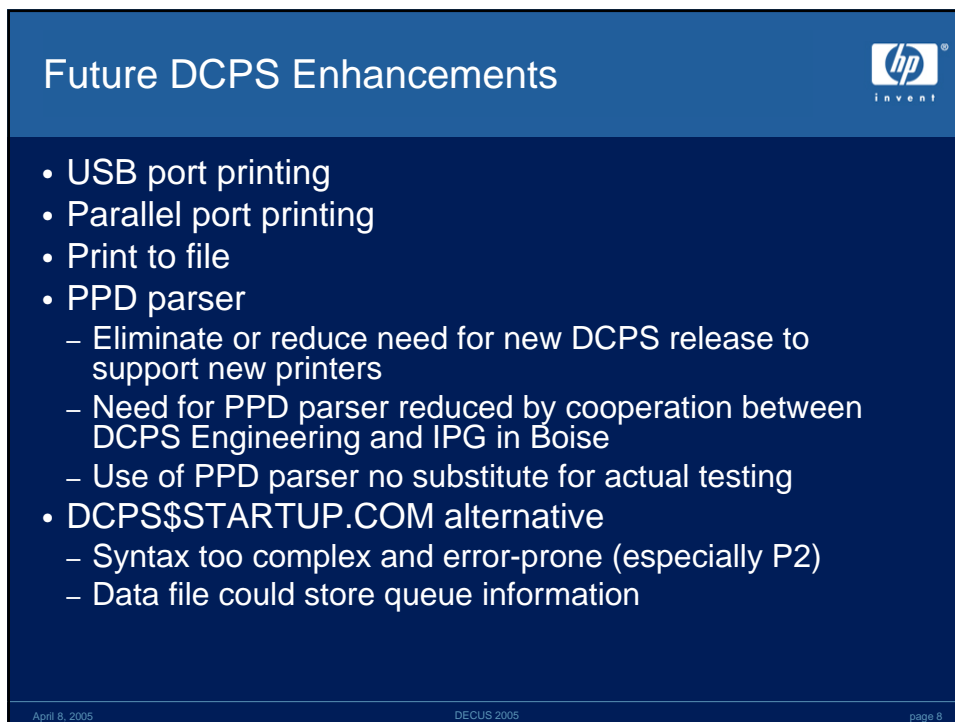 Future DCPS Enhancements
hp
®
invent
• USB port printing
• Parallel port printing
• Print to file
• PPD parser
– Eliminate or reduce need for new DCPS release to
support new printers
– Need for PPD parser reduced by cooperation between
DCPS Engineering and IPG in Boise
– Use of PPD parser no substitute for actual testing
• DCPS$STARTUP.COM alternative
– Syntax too complex and error-prone (especially P2)
– Data file could store queue information
April 8, 2005
DECUS 2005
page 8